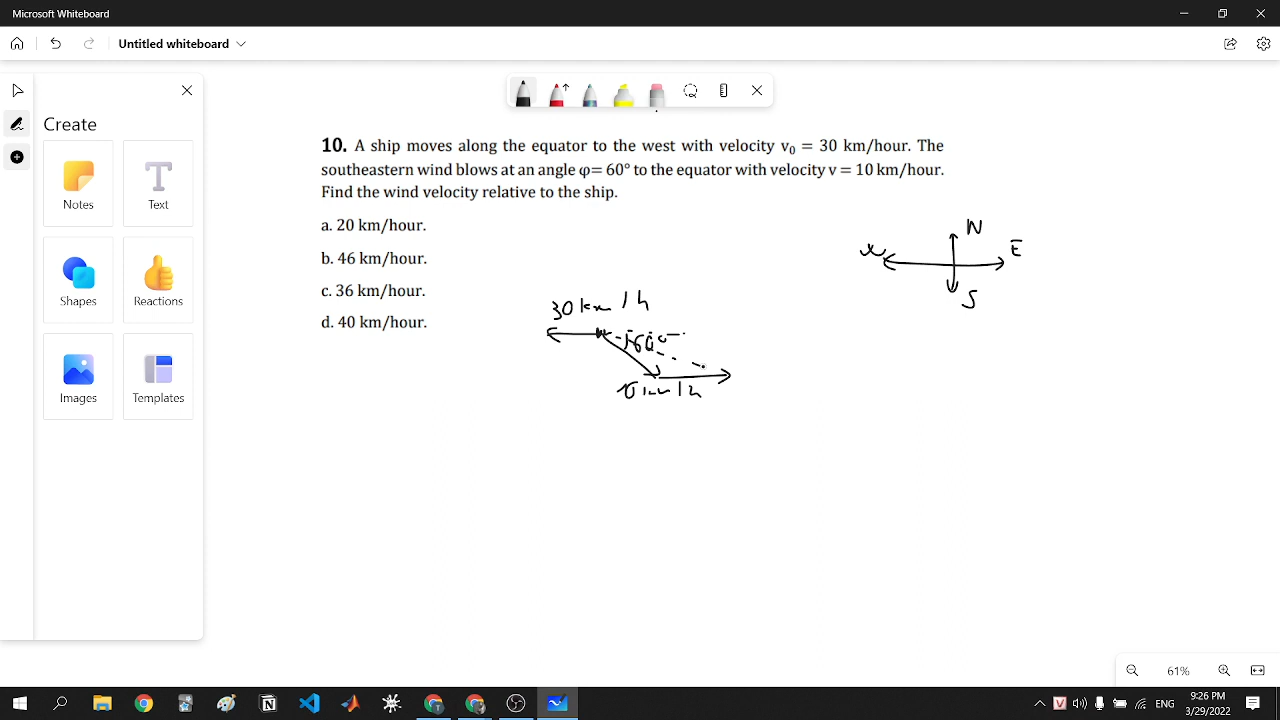 Microsoft Whiteboard
Untitled whiteboard
Create
Notes
Text
Shapes
Reactions
Images
Templates
10. A ship moves along the equator to the west with velocity v₀ = 30 km/hour. The
southeastern wind blows at an angle φ= 60° to the equator with velocity v = 10 km/hour.
Find the wind velocity relative to the ship.
a. 20 km/hour.
b. 46 km/hour.
c. 36 km/hour.
d. 40 km/hour.
N
E
S
30 km / h
60°
km / h
61%
9:26 PM
3/29/2022